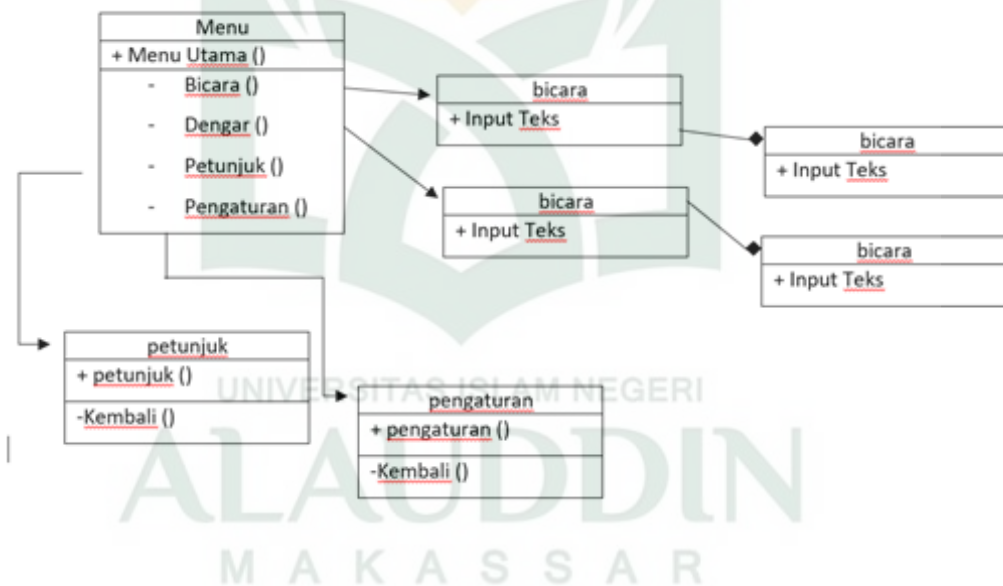 Menu
+ Menu Utama ()
- Bicara ()
- Dengar ()
- Petunjuk ()
- Pengaturan ()
bicara
+ Input Teks
bicara
+ Input Teks
bicara
+ Input Teks
bicara
+ Input Teks
petunjuk
+ petunjuk ()
-Kembali ()
pengaturan
+ pengaturan ()
-Kembali ()
UNIVERSITAS ISLAM NEGERI
ALAUDDIN
MAKASSAR